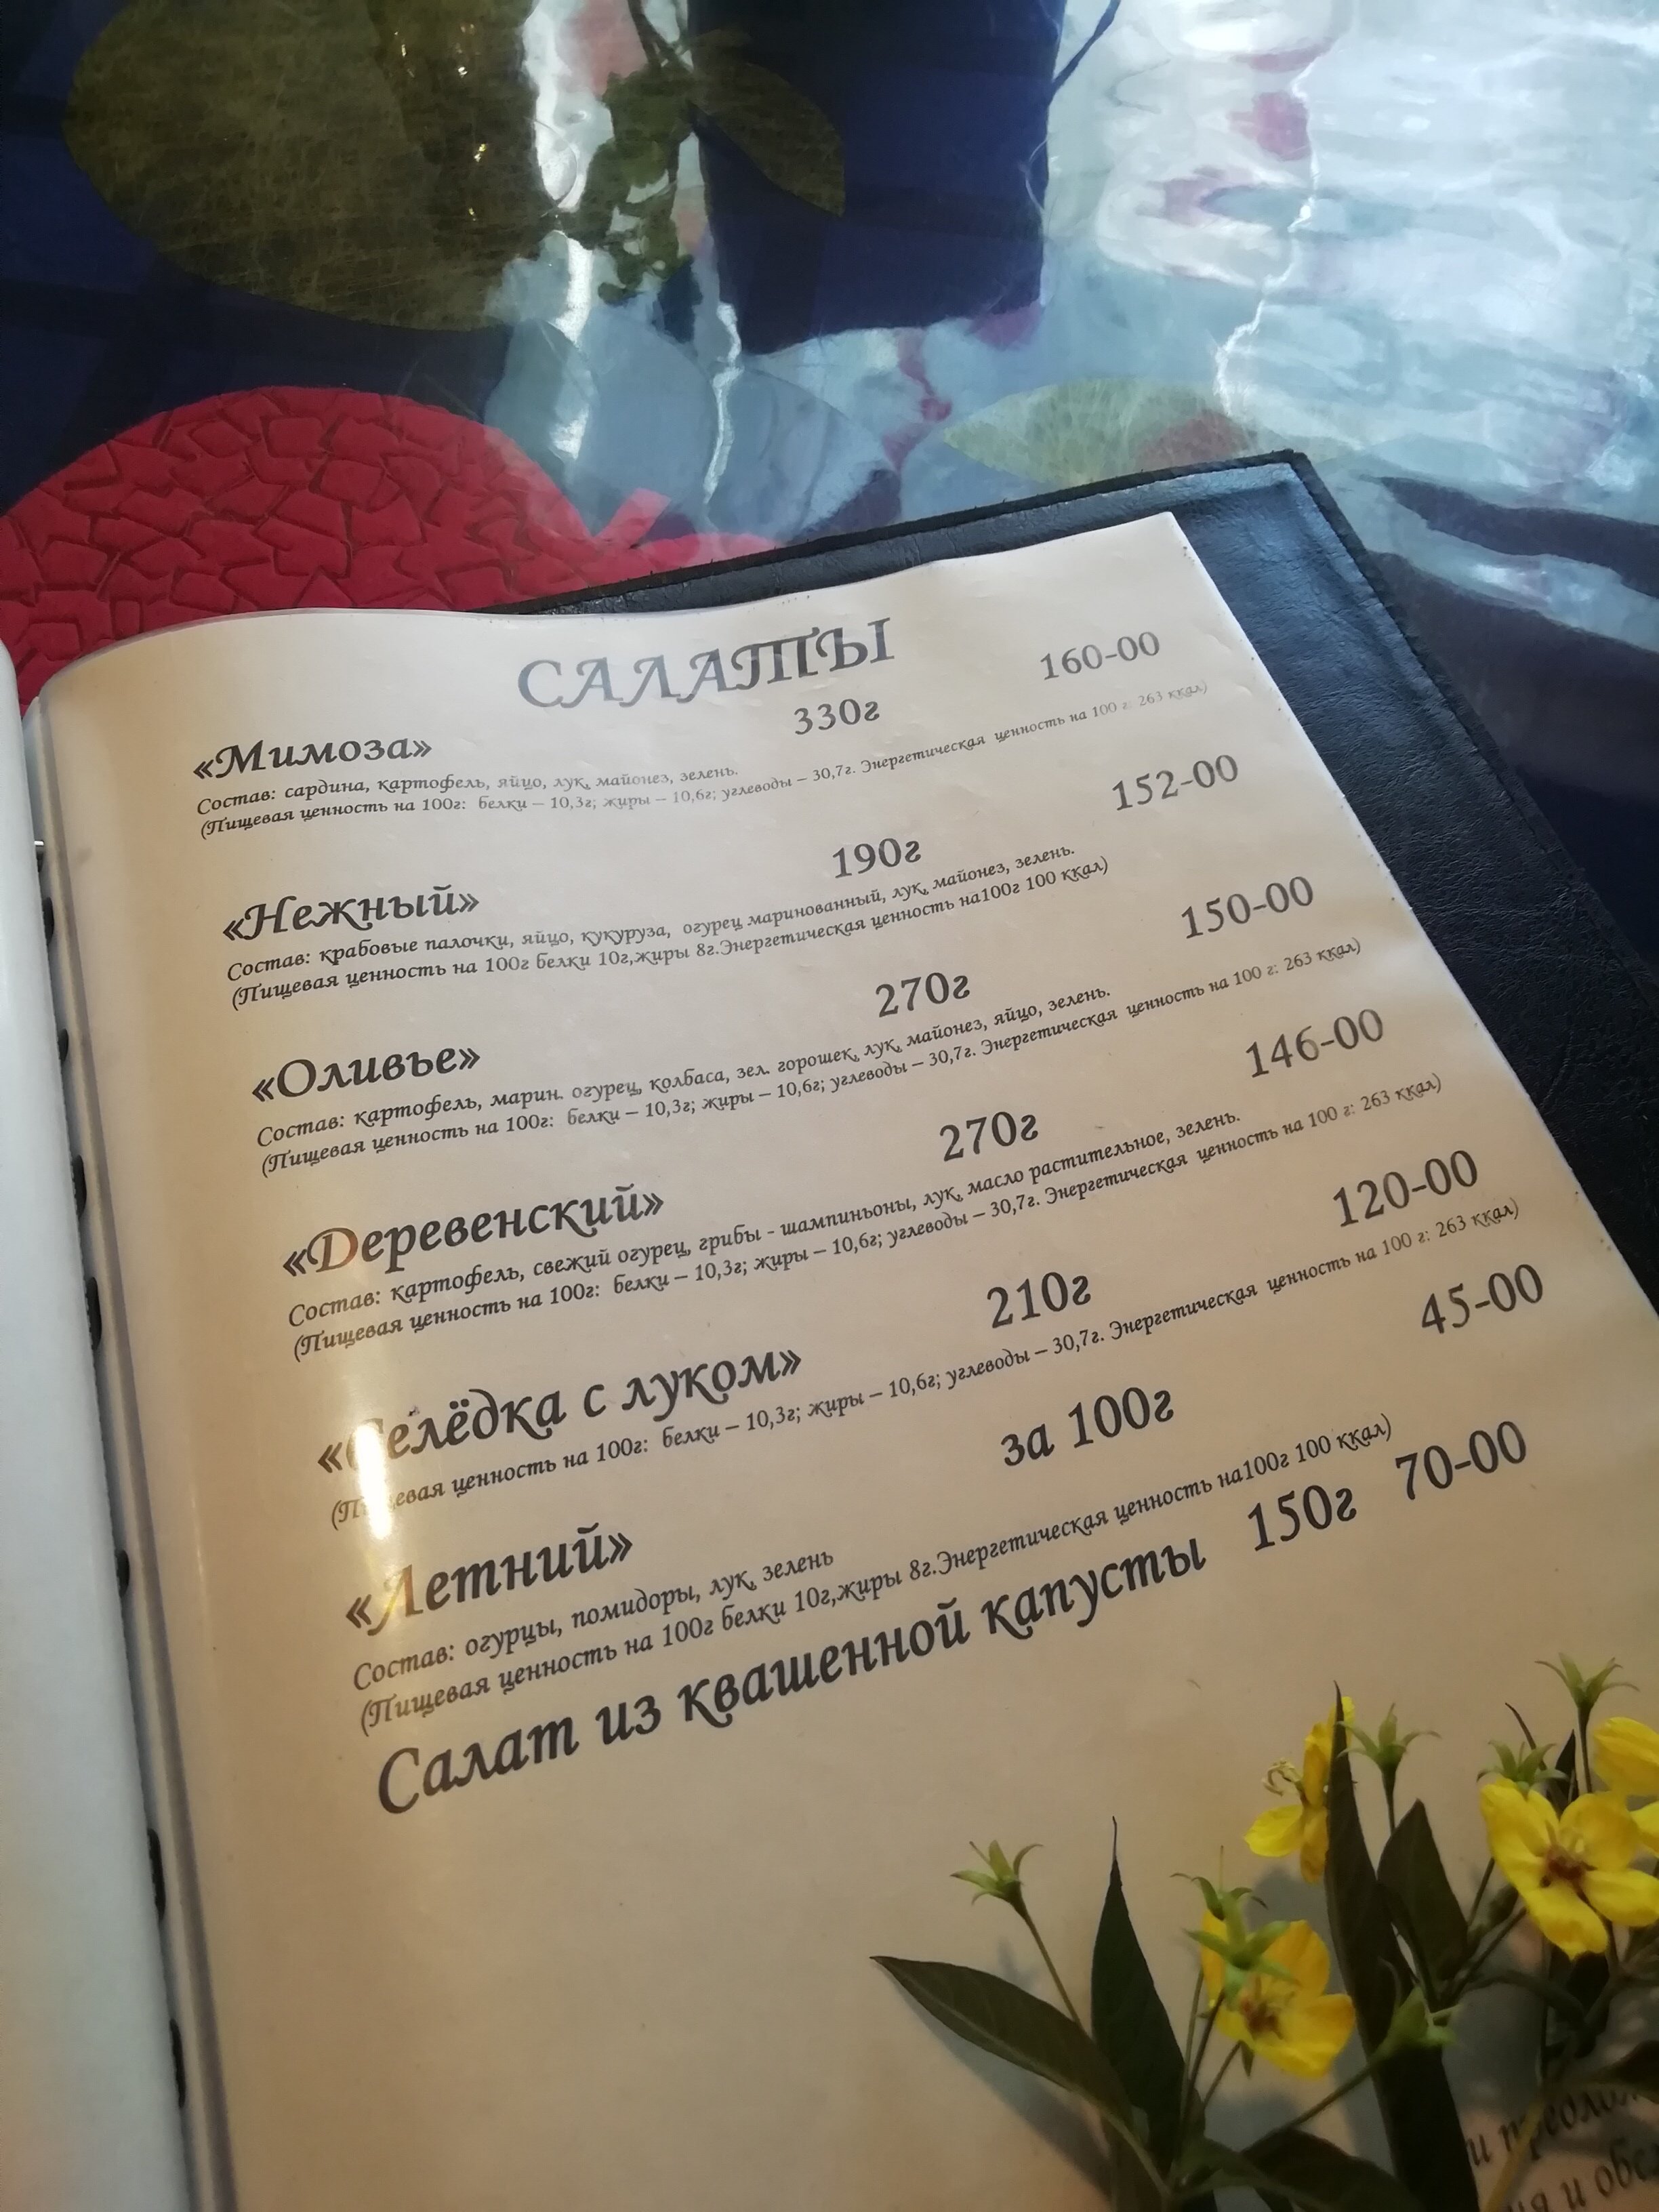 САЛАТЫ
«Мимоза» 330г 160-00
Состав: сардина, картофель, яйцо, лук, майонез, зелень.
(Пищевая ценность на 100г: белки – 10,3г; жиры – 10,6г; углеводы – 30,7г. Энергетическая ценность на 100 г: 263 ккал)
«Нежный» 190г 152-00
Состав: крабовые палочки, яйцо, кукуруза, огурец маринованный, лук, майонез, зелень.
(Пищевая ценность на 100г белки 10г,жиры 8г.Энергетическая ценность на100г 100 ккал)
«Оливье» 270г 150-00
Состав: картофель, марин. огурец, колбаса, зел. горошек, лук, майонез, яйцо, зелень.
(Пищевая ценность на 100г: белки – 10,3г; жиры – 10,6г; углеводы – 30,7г. Энергетическая ценность на 100 г: 263 ккал)
«Деревенский» 270г 146-00
Состав: картофель, свежий огурец, грибы - шампиньоны, лук, масло растительное, зелень.
(Пищевая ценность на 100г: белки – 10,3г; жиры – 10,6г; углеводы – 30,7г. Энергетическая ценность на 100 г: 263 ккал)
«Селёдка с луком» 210г 120-00
(Пищевая ценность на 100г: белки – 10,3г; жиры – 10,6г; углеводы – 30,7г. Энергетическая ценность на 100 г: 263 ккал)
«Летний» за 100г 45-00
Состав: огурцы, помидоры, лук, зелень
(Пищевая ценность на 100г белки 10г,жиры 8г.Энергетическая ценность на100г 100 ккал)
Салат из квашенной капусты 150г 70-00